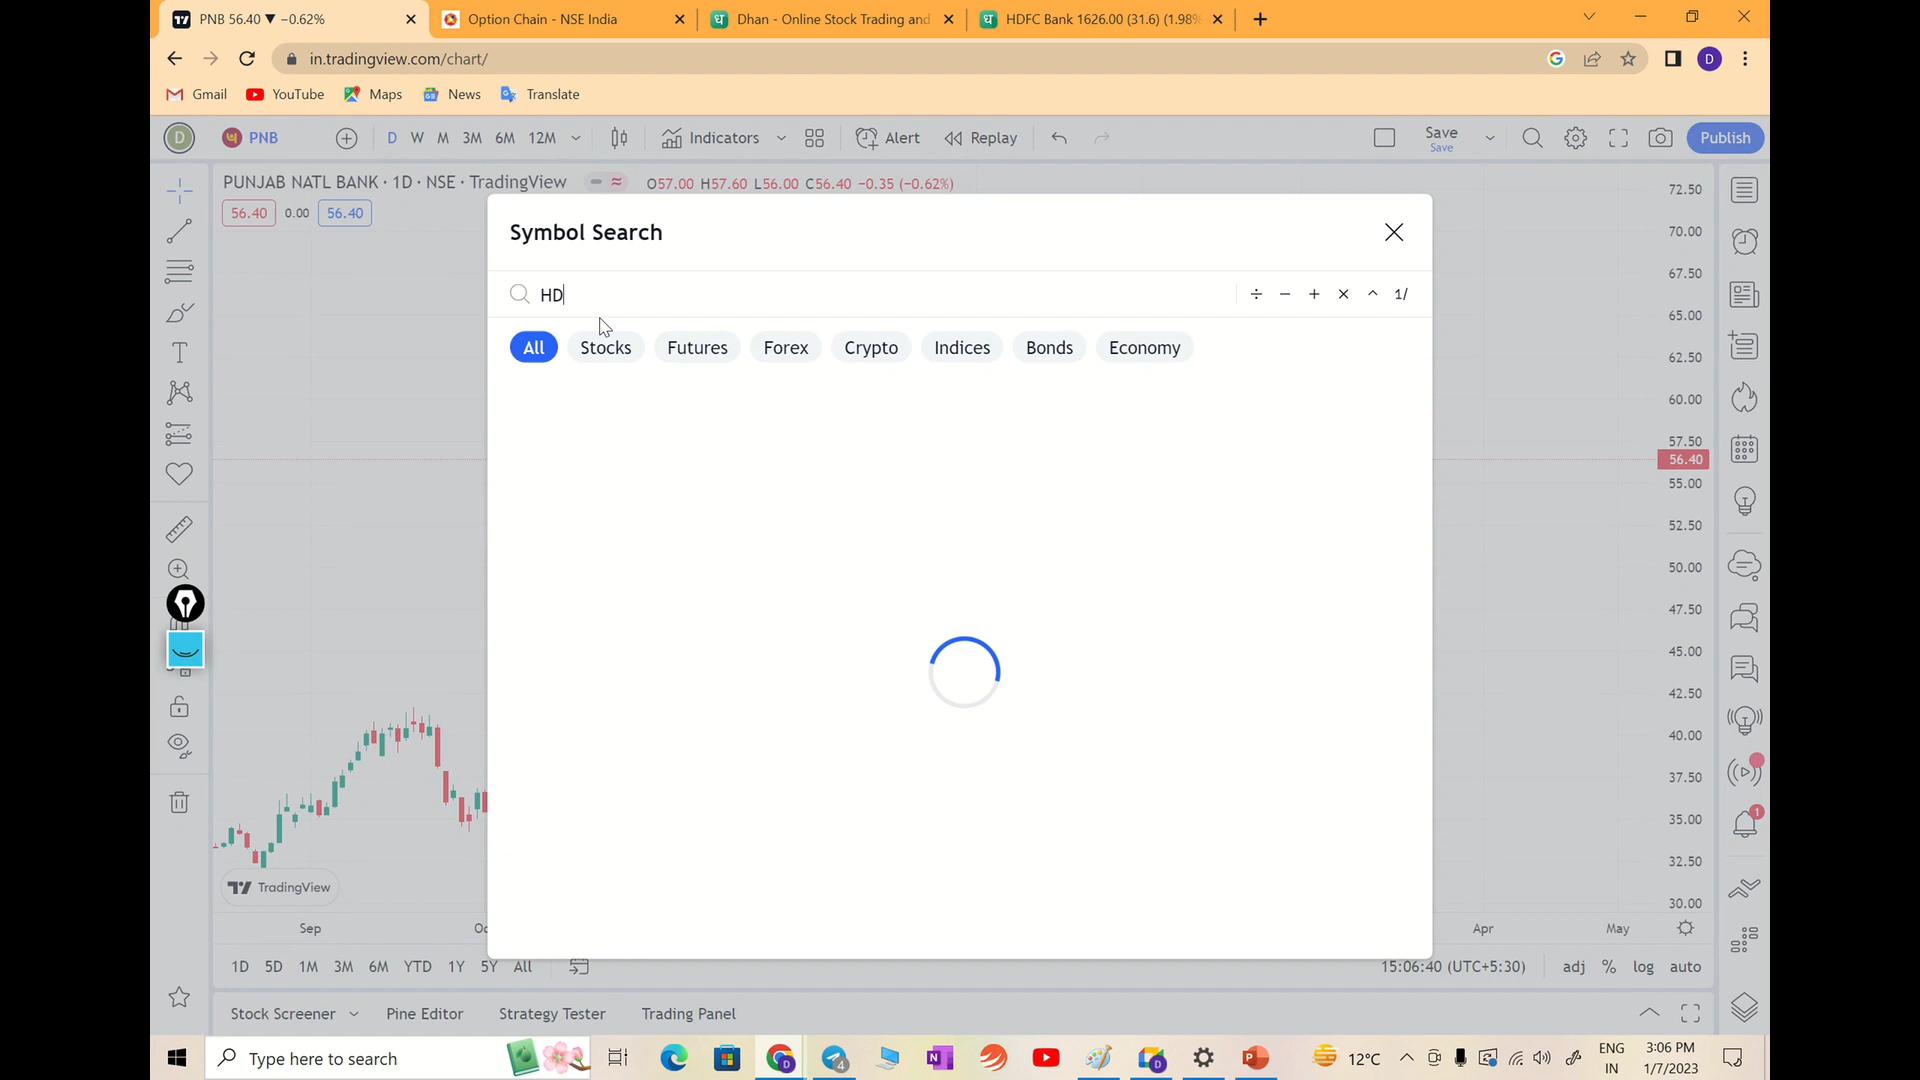 PNB 56.40 ▼ −0.62%
Option Chain - NSE India
Dhan - Online Stock Trading and
HDFC Bank 1626.00 (31.6) (1.98%
in.tradingview.com/chart/
D
Gmail
YouTube
Maps
News
Translate
D
PNB
D W M 3M 6M 12M
Indicators
Alert
Replay
Save
Save
Publish
PUNJAB NATL BANK · 1D · NSE · TradingView
O57.00 H57.60 L56.00 C56.40 −0.35 (−0.62%)
56.40 0.00 56.40
Symbol Search
HD
÷ − + × ^ 1/
All Stocks Futures Forex Crypto Indices Bonds Economy
72.50
70.00
67.50
65.00
62.50
60.00
57.50
56.40
55.00
52.50
50.00
47.50
45.00
42.50
40.00
37.50
35.00
32.50
30.00
1
TradingView
Sep
Oc
Apr
May
1D 5D 1M 3M 6M YTD 1Y 5Y All
15:06:40 (UTC+5:30)
adj % log auto
Stock Screener
Pine Editor
Strategy Tester
Trading Panel
Type here to search
12°C
ENG
IN
3:06 PM
1/7/2023